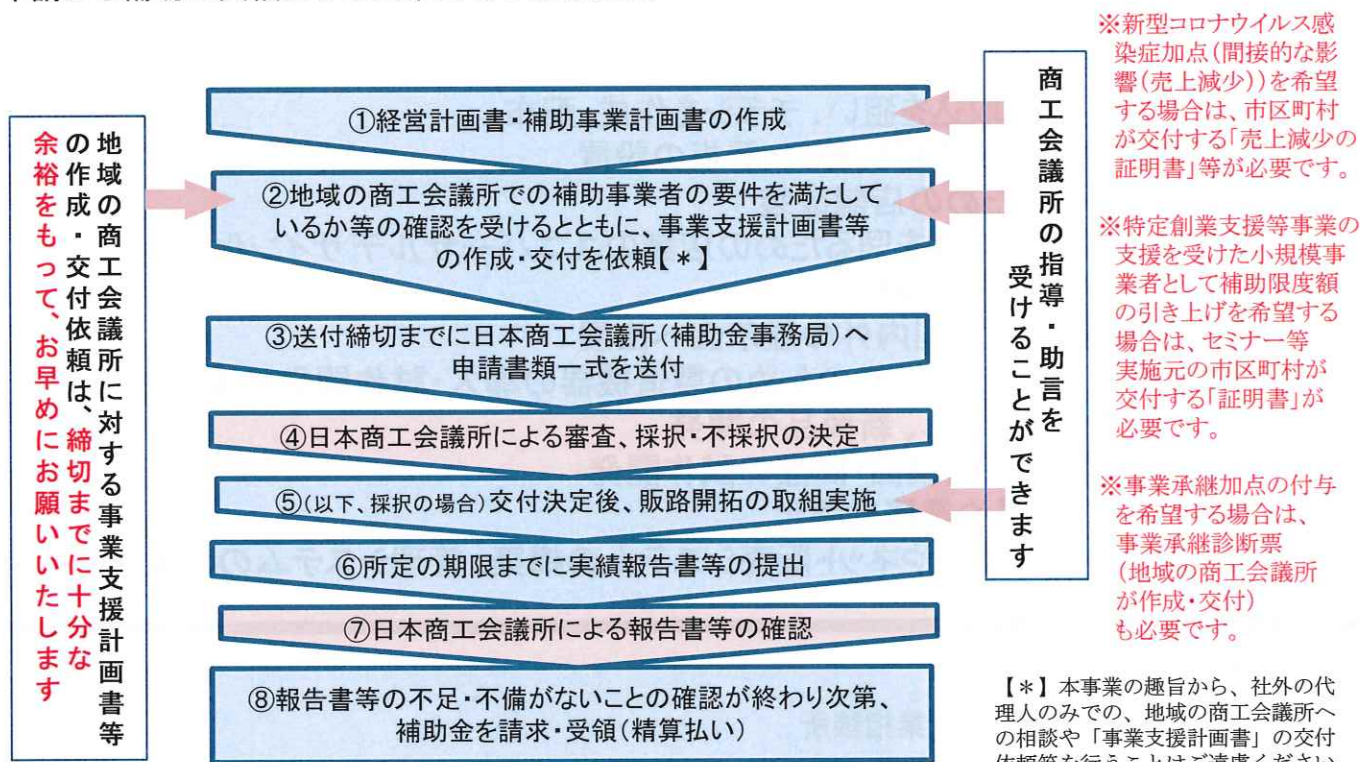 地域の商工会議所に対する事業支援計画書等
の作成・交付依頼は、締切までに十分な
余裕をもって、お早めにお願いいたします
①経営計画書・補助事業計画書の作成
②地域の商工会議所での補助事業者の要件を満たして
いるか等の確認を受けるとともに、事業支援計画書等
の作成・交付を依頼【*】
③送付締切までに日本商工会議所(補助金事務局)へ
申請書類一式を送付
④日本商工会議所による審査、採択・不採択の決定
⑤(以下、採択の場合)交付決定後、販路開拓の取組実施
⑥所定の期限までに実績報告書等の提出
⑦日本商工会議所による報告書等の確認
⑧報告書等の不足・不備がないことの確認が終わり次第、
補助金を請求・受領(精算払い)
商工会議所の指導・助言を
受けることができます
※新型コロナウイルス感
染症加点(間接的な影
響(売上減少))を希望
する場合は、市区町村
が交付する「売上減少の
証明書」等が必要です。
※特定創業支援等事業の
支援を受けた小規模事
業者として補助限度額
の引き上げを希望する
場合は、セミナー等
実施元の市区町村が
交付する「証明書」が
必要です。
※事業承継加点の付与
を希望する場合は、
事業承継診断票
(地域の商工会議所
が作成・交付)
も必要です。
【*】本事業の趣旨から、社外の代
理人のみでの、地域の商工会議所へ
の相談や「事業支援計画書」の交付
依頼等を行うことはご遠慮ください